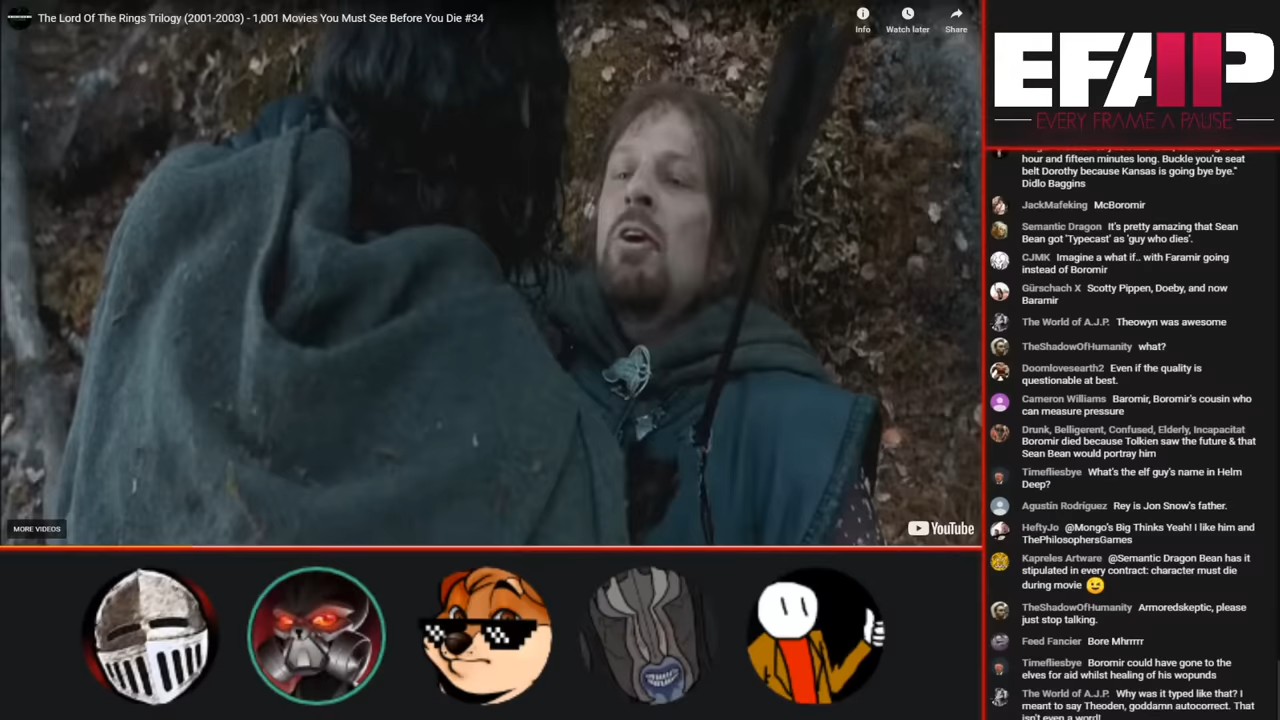 The Lord Of The Rings Trilogy (2001-2003) - 1,001 Movies You Must See Before You Die #34
Info
Watch later
Share
EFAP
EVERY FRAME A PAUSE
hour and fifteen minutes long. Buckle you're seat
belt Dorothy because Kansas is going bye bye."
Didlo Baggins
JackMafeking McBoromir
Semantic Dragon It's pretty amazing that Sean
Bean got 'Typecast' as 'guy who dies'.
CJMK Imagine a what if.. with Faramir going
instead of Boromir
Gürschach X Scotty Pippen, Doeby, and now
Baramir
The World of A.J.P. Theowyn was awesome
TheShadowOfHumanity what?
Doomlovesearth2 Even if the quality is
questionable at best.
Cameron Williams Baromir, Boromir's cousin who
can measure pressure
Drunk, Belligerent, Confused, Elderly, Incapacitat
Boromir died because Tolkien saw the future & that
Sean Bean would portray him
Timefliesbye What's the elf guy's name in Helm
Deep?
Agustín Rodríguez Rey is Jon Snow's father.
HeftyJo @Mongo's Big Thinks Yeah! I like him and
ThePhilosophersGames
Kapreles Artware @Semantic Dragon Bean has it
stipulated in every contract: character must die
during movie 😉
TheShadowOfHumanity Armoredskeptic, please
just stop talking.
Feed Fancier Bore Mhrrrrr
Timefliesbye Boromir could have gone to the
elves for aid whilst healing of his wopunds
The World of A.J.P. Why was it typed like that? I
meant to say Theoden, goddamn autocorrect. That
isn't even a word!
MORE VIDEOS
YouTube